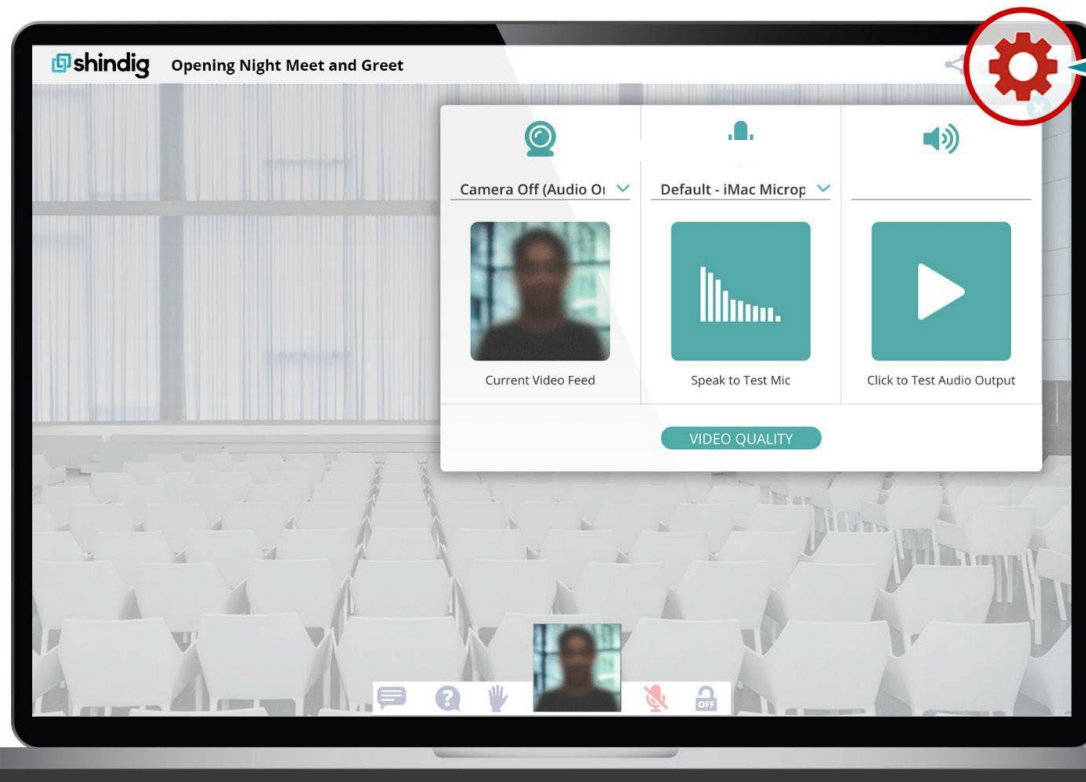 shindig Opening Night Meet and Greet
Camera Off (Audio O
Default - iMac Microp
Current Video Feed
Speak to Test Mic
Click to Test Audio Output
VIDEO QUALITY
OFF